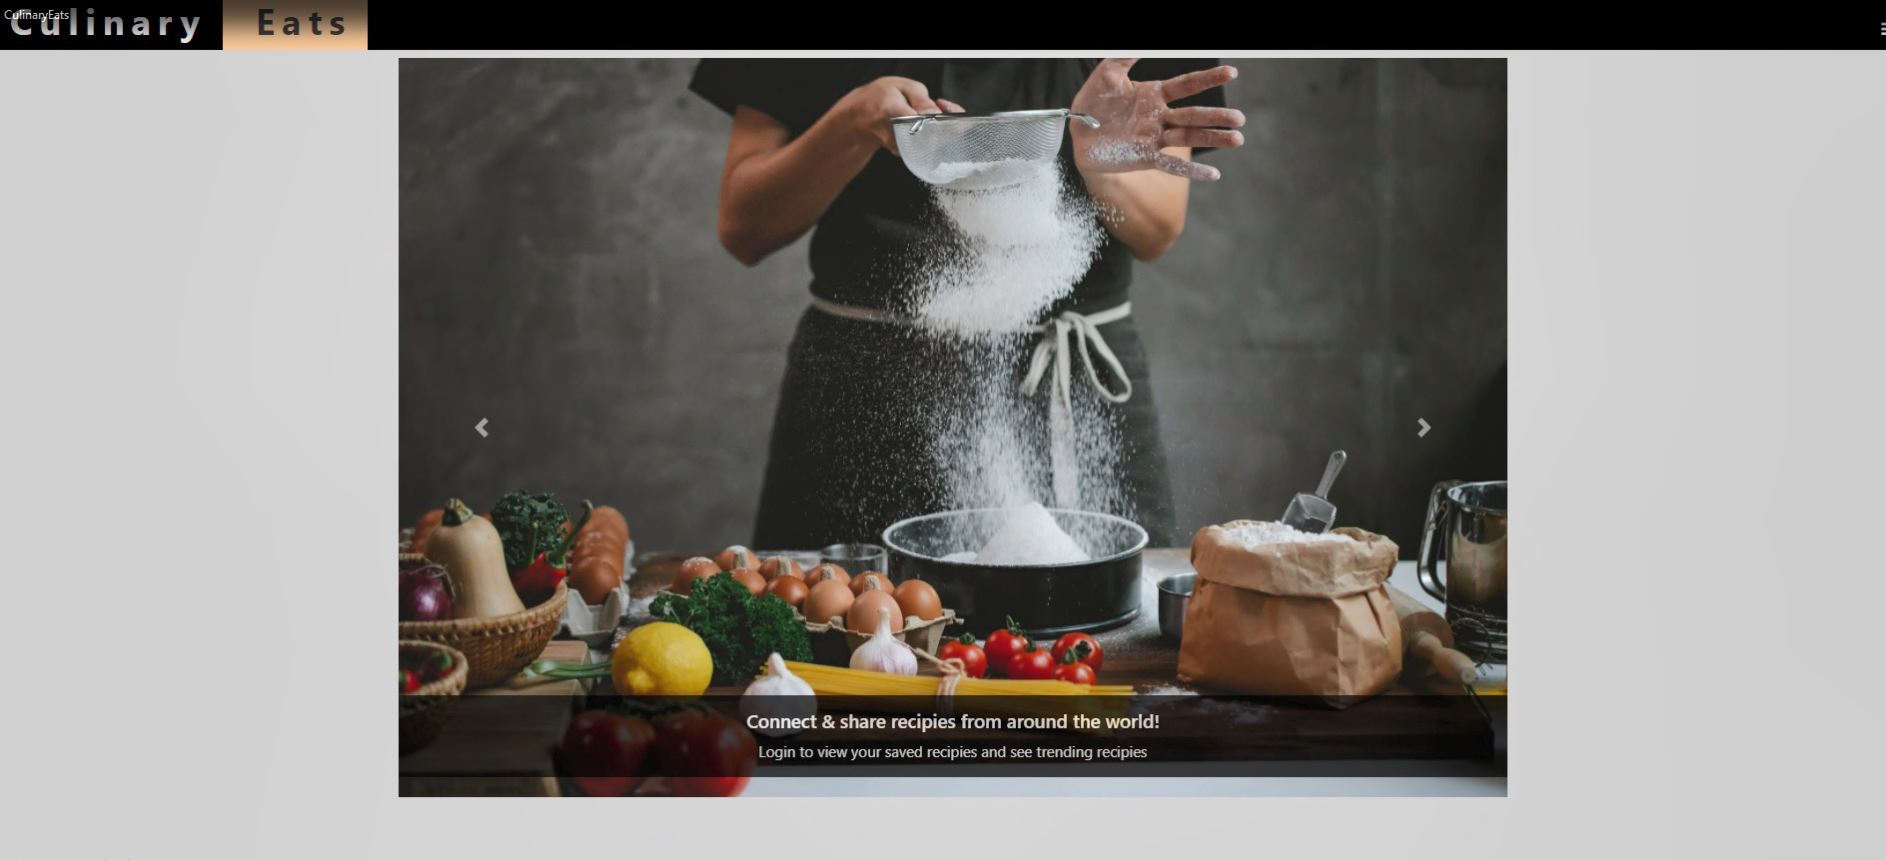 CulinaryEats
Culinary Eats
Connect & share recipies from around the world!
Login to view your saved recipies and see trending recipies